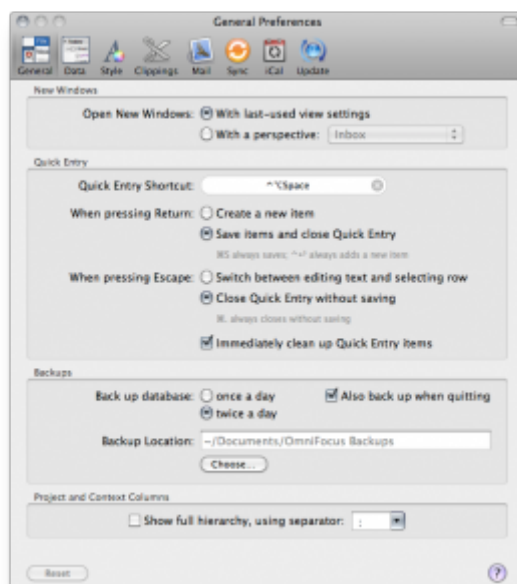 General Preferences
General Data Style Clippings Mail Sync iCal Update
New Windows
Open New Windows: With last-used view settings
With a perspective: Inbox
Quick Entry
Quick Entry Shortcut: ^⌥Space
When pressing Return: Create a new item
Save items and close Quick Entry
⌘S always saves; ^⏎ always adds a new item
When pressing Escape: Switch between editing text and selecting row
Close Quick Entry without saving
⌘. always closes without saving
Immediately clean up Quick Entry items
Backups
Back up database: once a day Also back up when quitting
twice a day
Backup Location: ~/Documents/OmniFocus Backups
Choose...
Project and Context Columns
Show full hierarchy, using separator: :
Reset ?